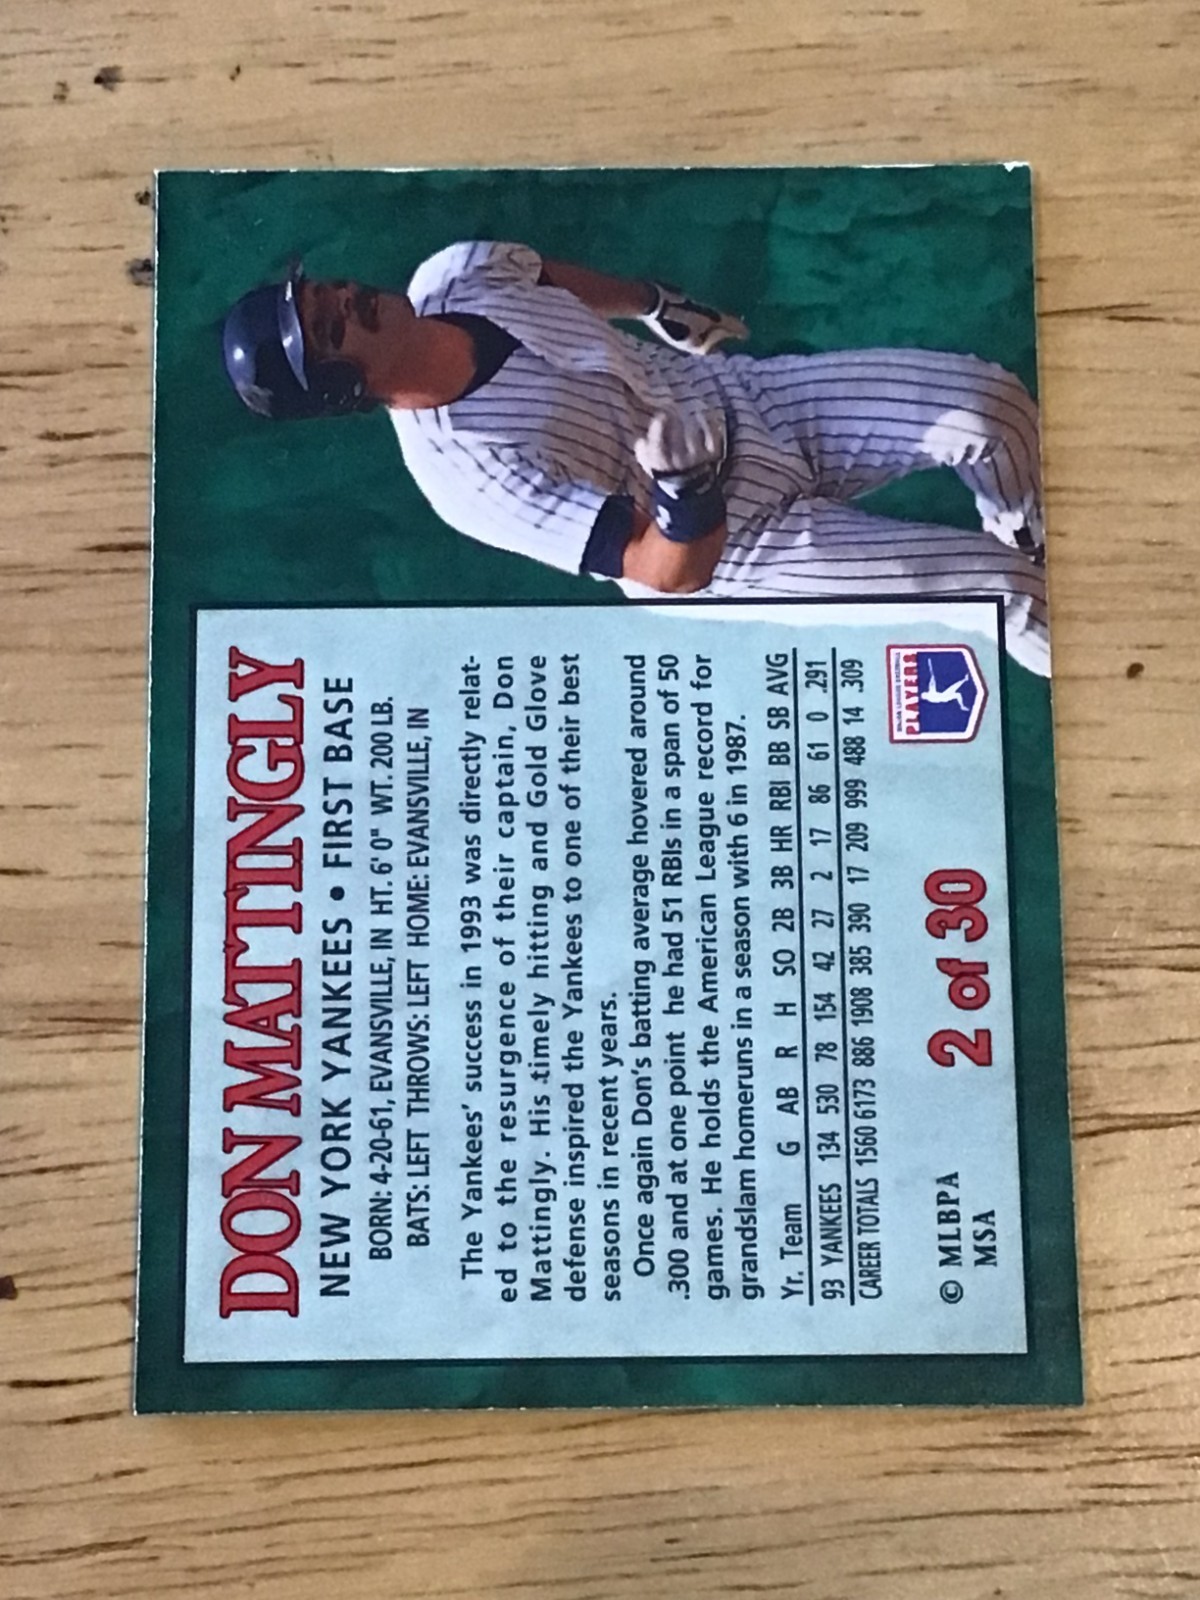 DON MATTINGLY
NEW YORK YANKEES • FIRST BASE
BORN: 4-20-61, EVANSVILLE, IN HT. 6' 0" WT. 200 LB.
BATS: LEFT THROWS: LEFT HOME: EVANSVILLE, IN
The Yankees' success in 1993 was directly relat-
ed to the resurgence of their captain, Don
Mattingly. His timely hitting and Gold Glove
defense inspired the Yankees to one of their best
seasons in recent years.
Once again Don's batting average hovered around
.300 and at one point he had 51 RBIs in a span of 50
games. He holds the American League record for
grandslam homeruns in a season with 6 in 1987.
Yr. Team G AB R H SO 2B 3B HR RBI BB SB AVG
93 YANKEES 134 530 78 154 42 27 2 17 86 61 0 .291
CAREER TOTALS 1560 6173 886 1908 385 390 17 209 999 488 14 .309
© MLBPA
MSA
2 of 30
MAJOR LEAGUE BASEBALL
PLAYERS